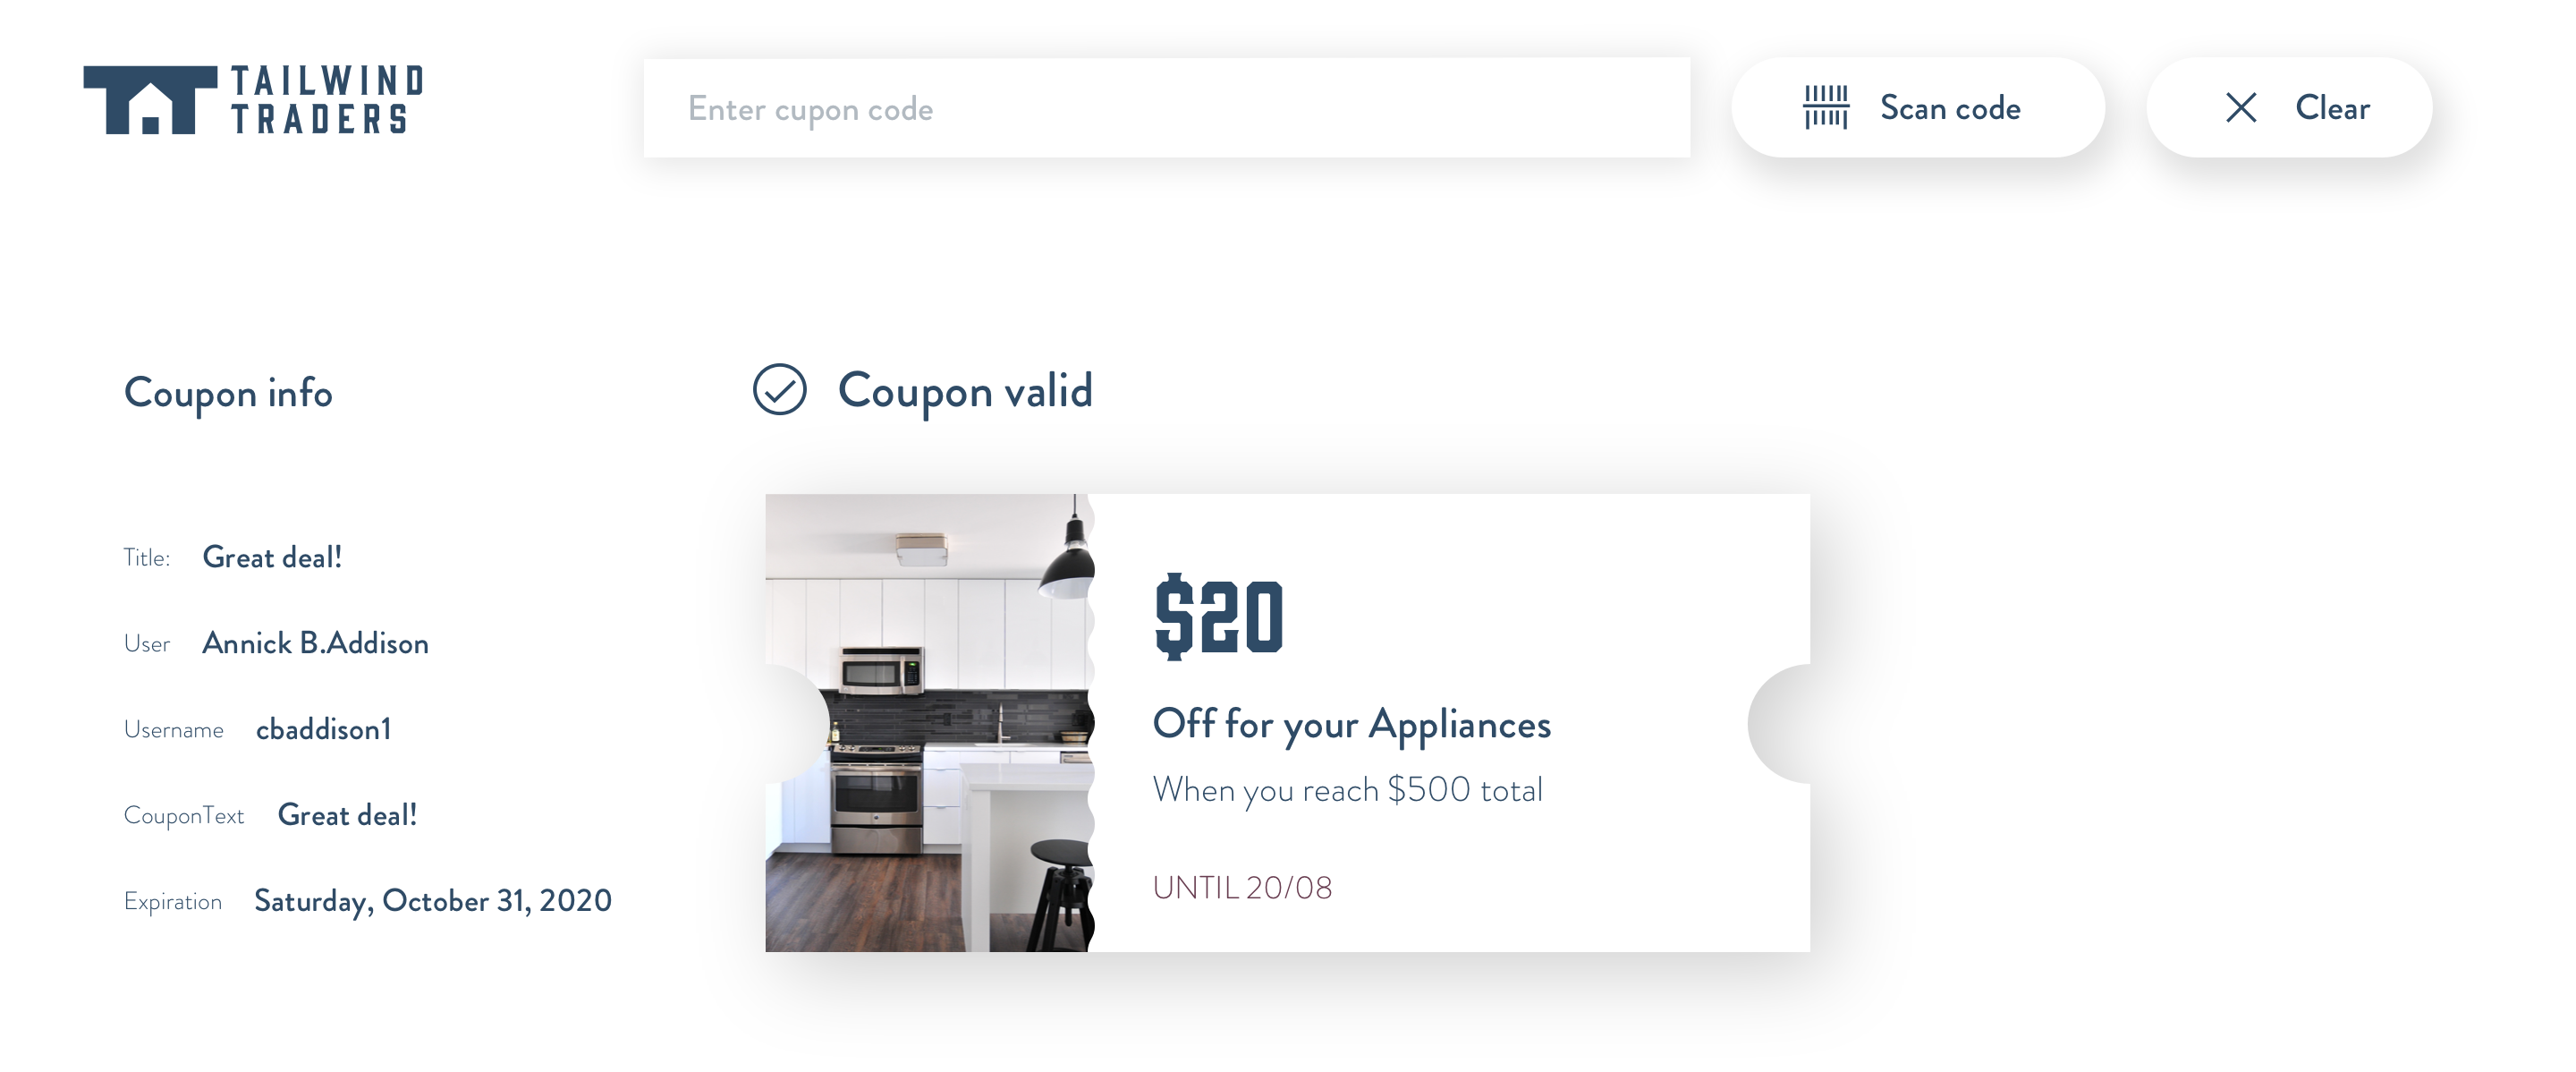 TAILWIND
TRADERS
Enter cupon code
Scan code
Clear
Coupon info
Coupon valid
Title: Great deal!
User Annick B.Addison
Username cbaddison1
CouponText Great deal!
Expiration Saturday, October 31, 2020
$20
Off for your Appliances
When you reach $500 total
UNTIL 20/08